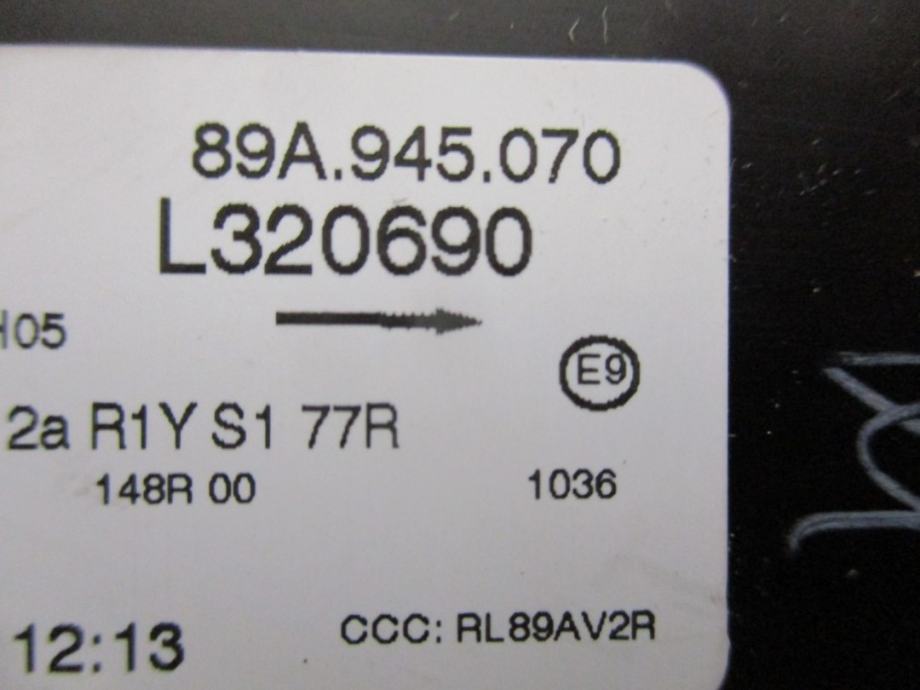 89A.945.070
L320690
H05
E9
2a R1Y S1 77R
148R 00 1036
12:13 CCC: RL89AV2R